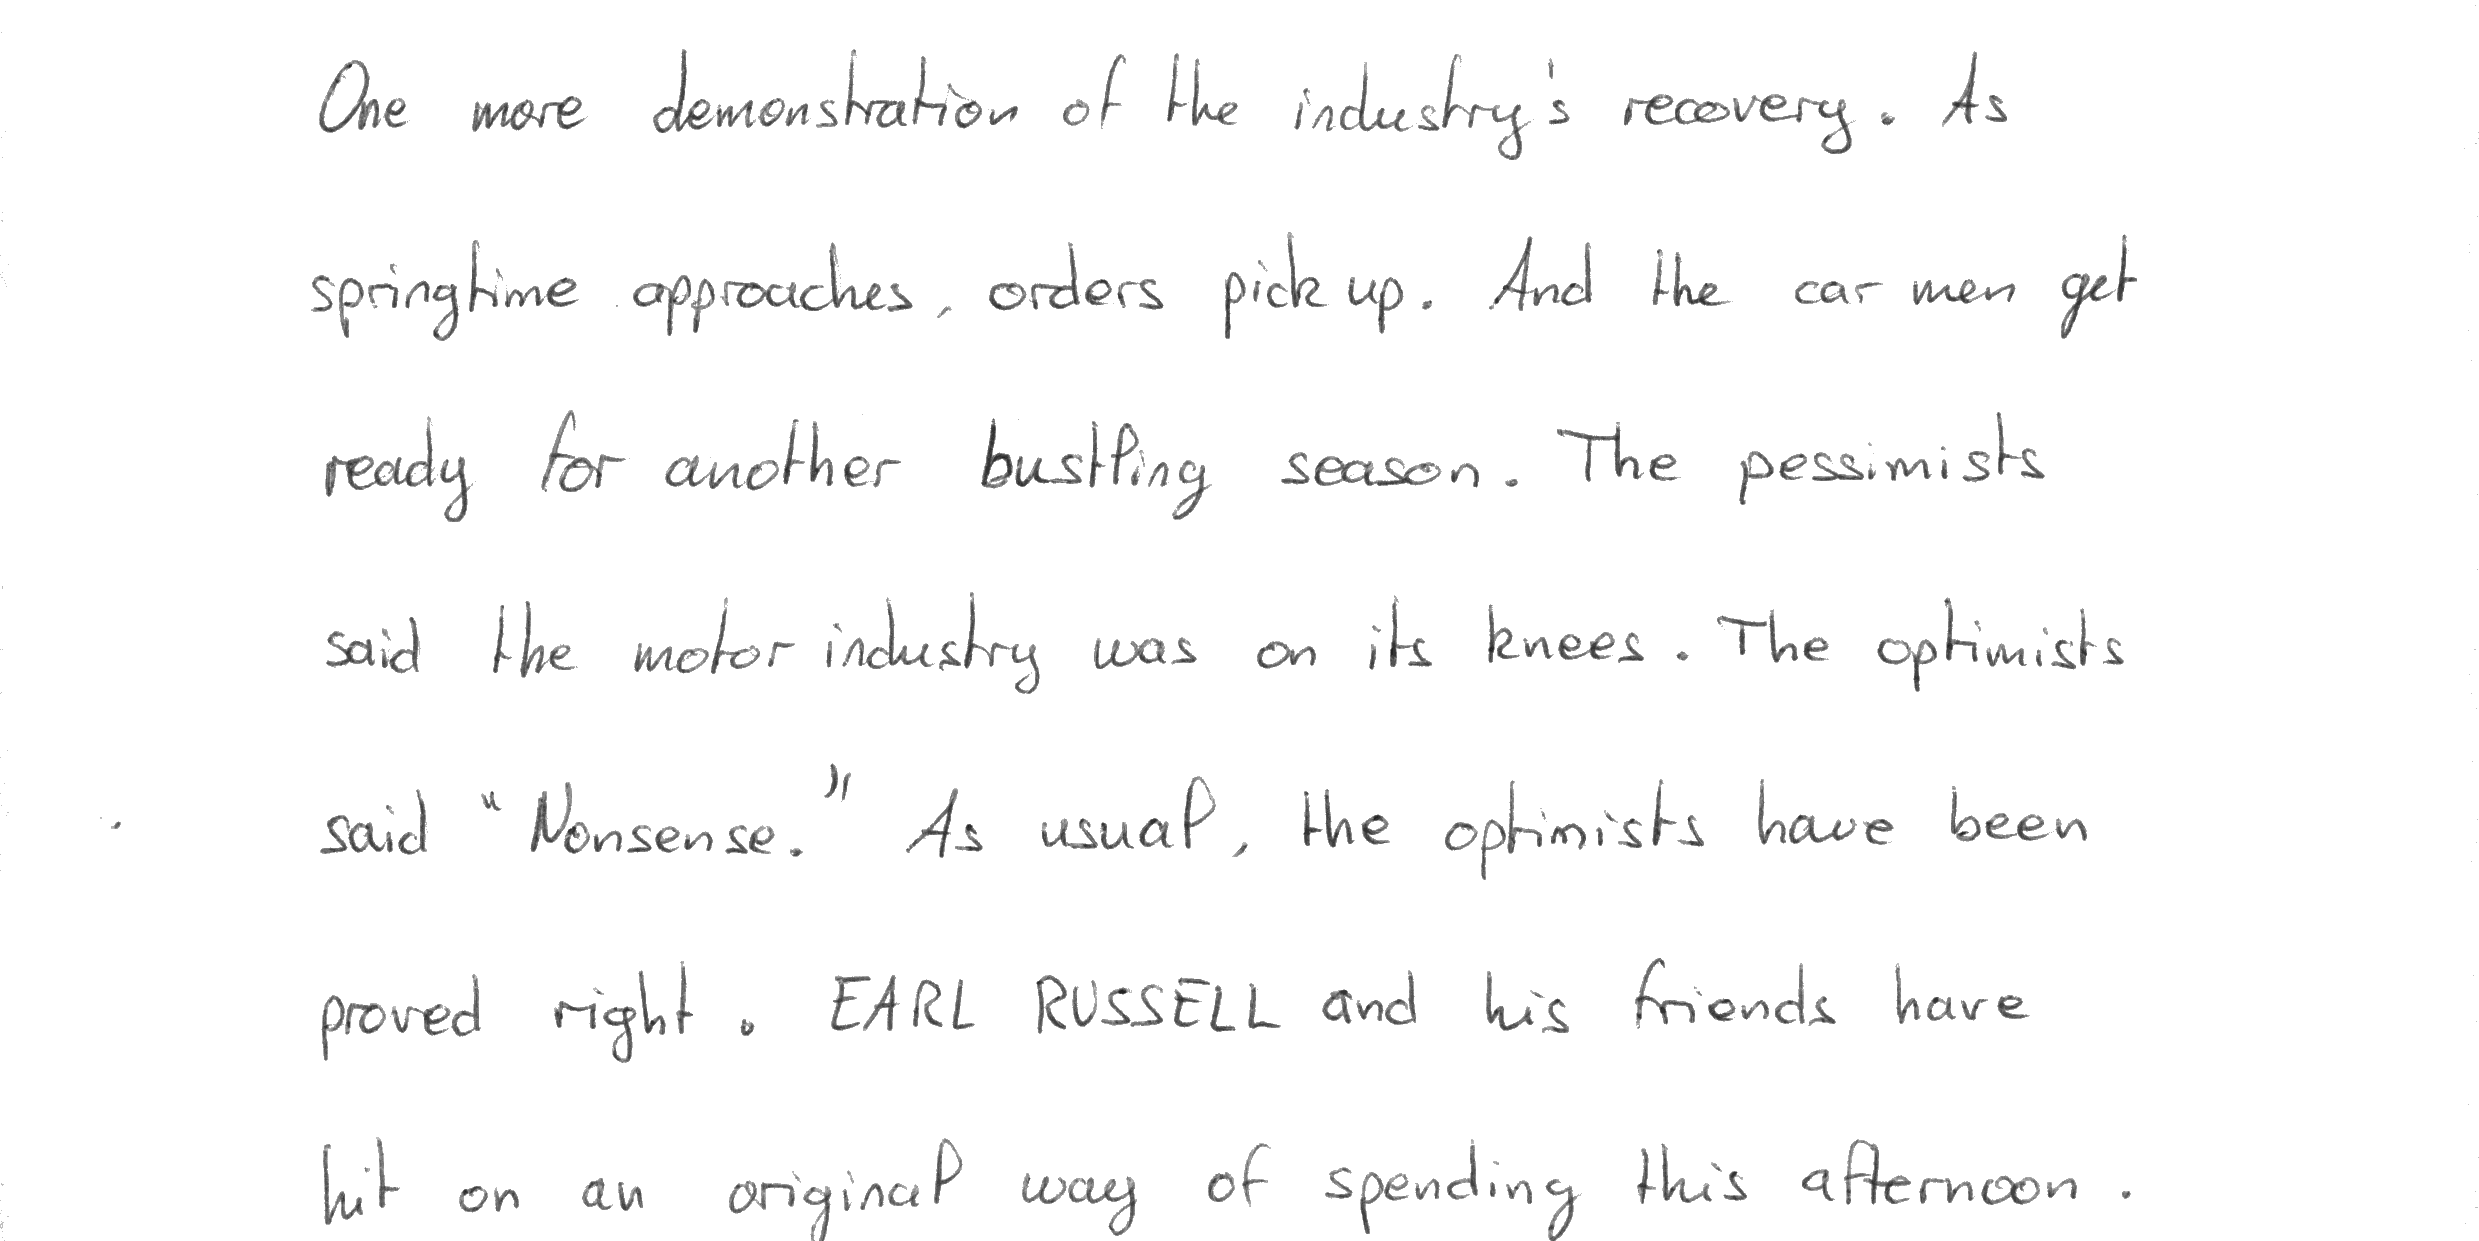 One more demonstration of the industry's recovery. As
springtime approaches, orders pick up. And the car men get
ready for another bustling season. The pessimists
said the motor industry was on its knees. The optimists
said "Nonsense." As usual, the optimists have been
proved right. EARL RUSSELL and his friends have
hit on an original way of spending this afternoon.